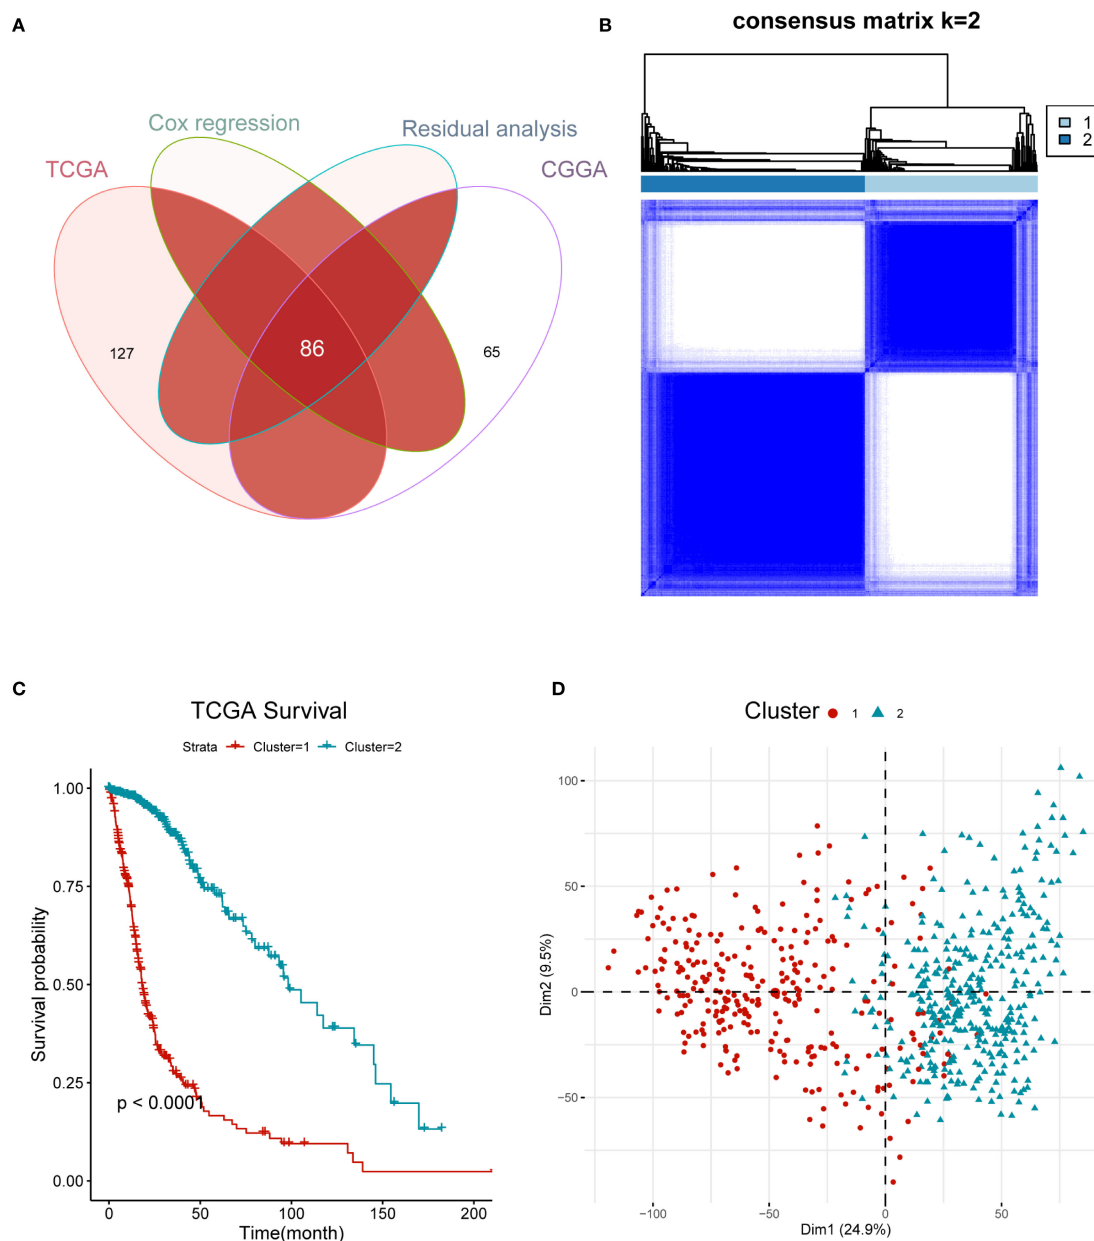 A
Cox regression
Residual analysis
TCGA
CGGA
127
86
65
B
consensus matrix k=2
1
2
C
TCGA Survival
Strata Cluster=1 Cluster=2
Survival probability
1.00
0.75
0.50
0.25
0.00
p < 0.0001
0 50 100 150 200
Time(month)
D
Cluster 1 2
Dim2 (9.5%)
100
50
0
−50
−100 −50 0 50
Dim1 (24.9%)